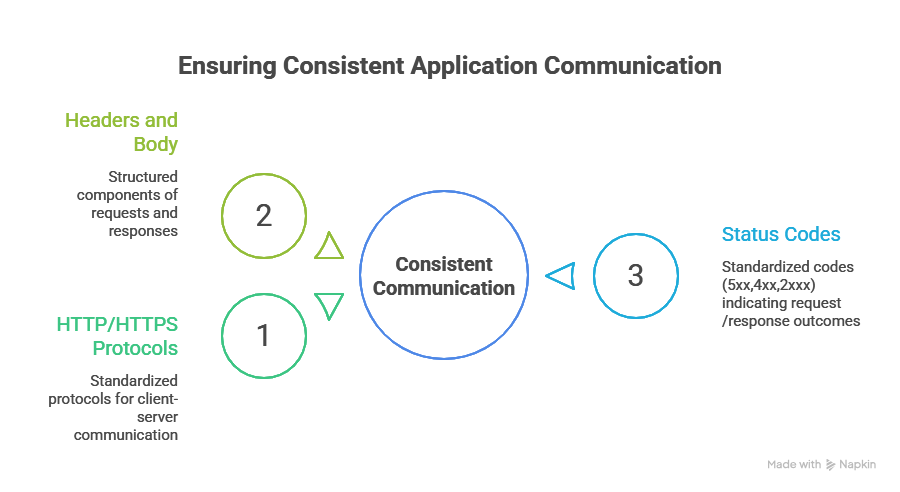 Ensuring Consistent Application Communication
Headers and
Body
Structured
components of
requests and
responses
2
HTTP/HTTPS
Protocols
Standardized
protocols for client-
server
communication
1
Consistent
Communication
3
Status Codes
Standardized codes
(5xx,4xx,2xxx)
indicating request
/response outcomes
Made with Napkin